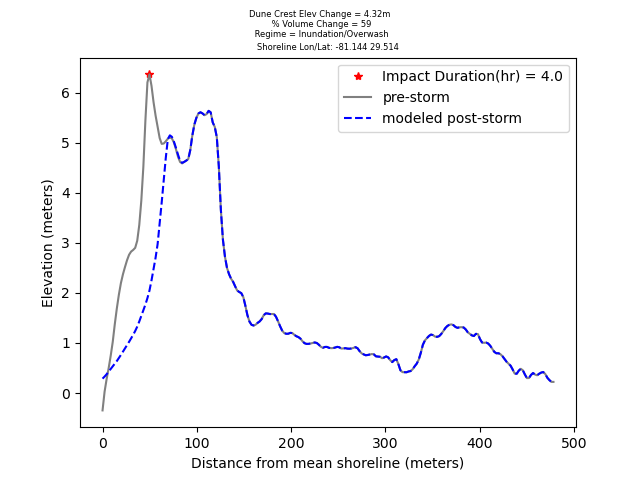 Dune Crest Elev Change = 4.32m
% Volume Change = 59
Regime = Inundation/Overwash
Shoreline Lon/Lat: -81.144 29.514
Impact Duration(hr) = 4.0
pre-storm
modeled post-storm
Elevation (meters)
6
5
4
3
2
1
0
0 100 200 300 400 500
Distance from mean shoreline (meters)